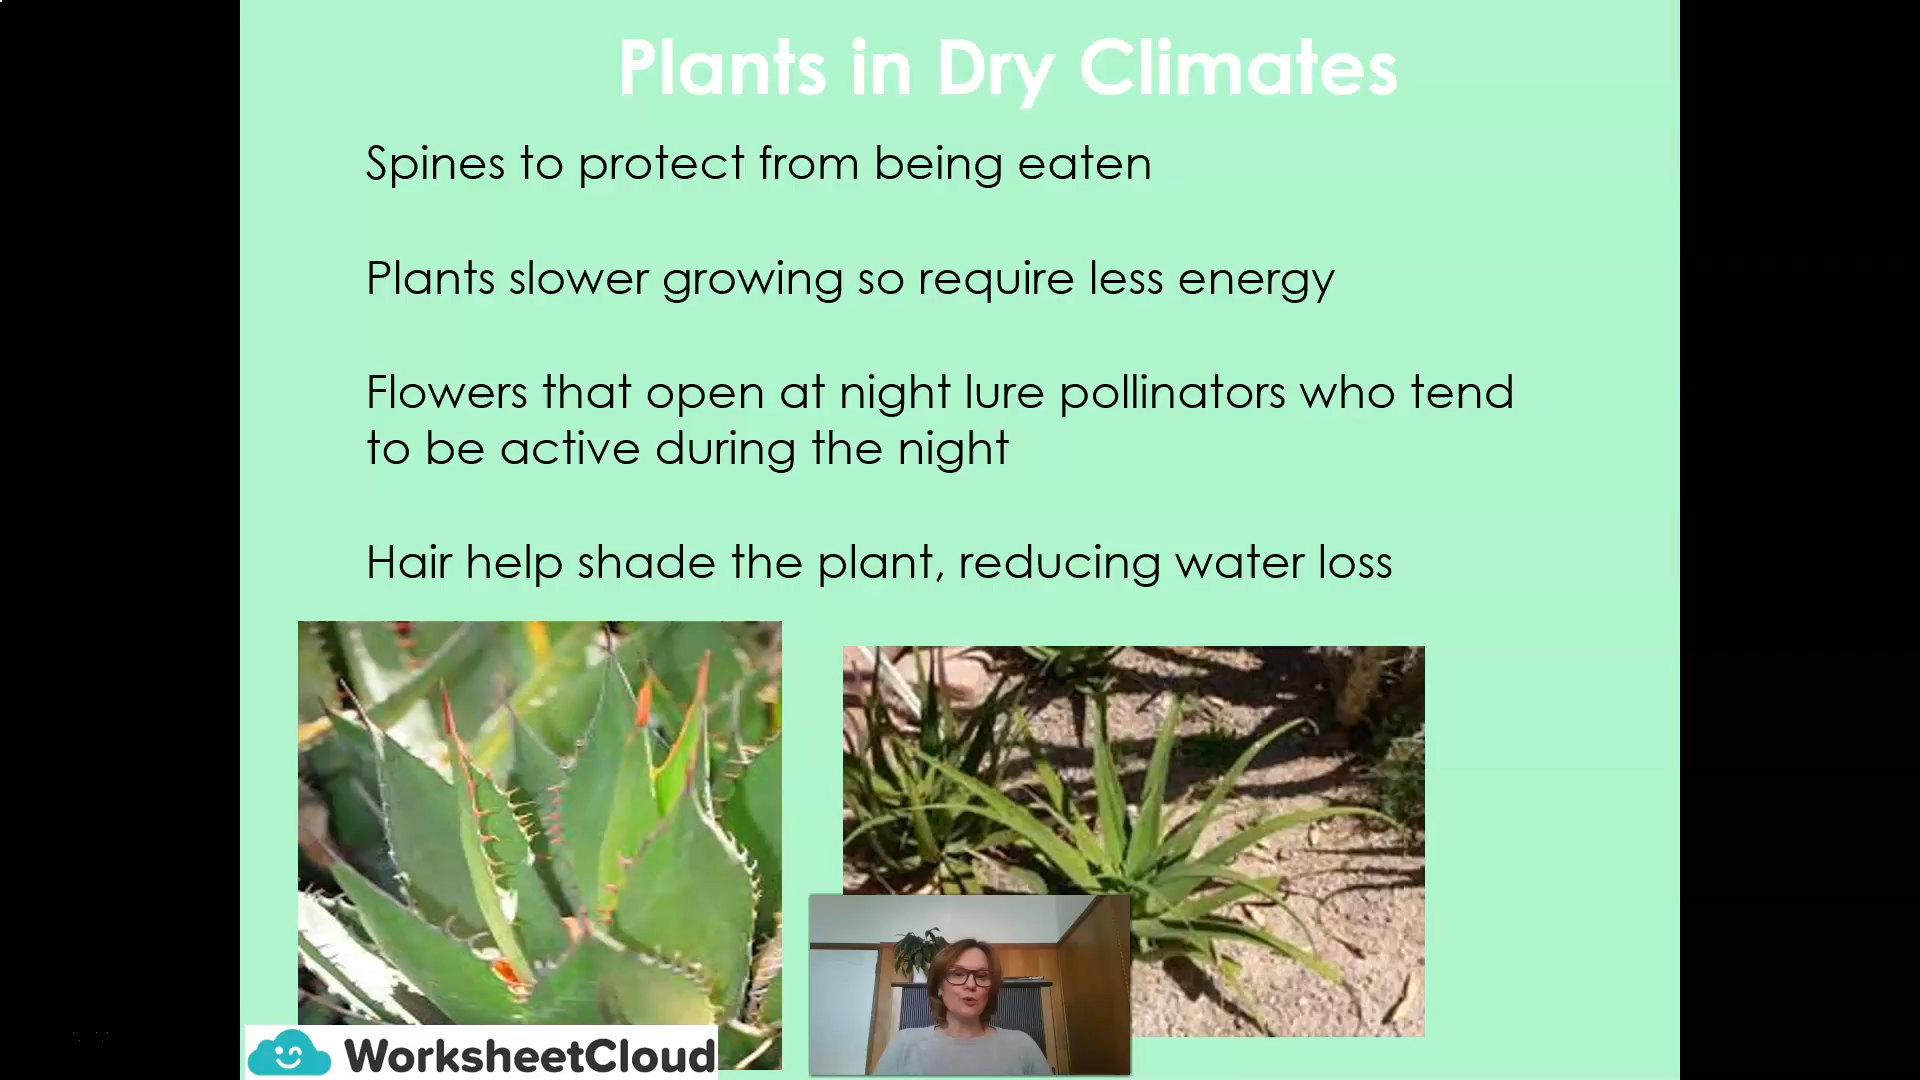 Plants in Dry Climates
Spines to protect from being eaten
Plants slower growing so require less energy
Flowers that open at night lure pollinators who tend
to be active during the night
Hair help shade the plant, reducing water loss
WorksheetCloud